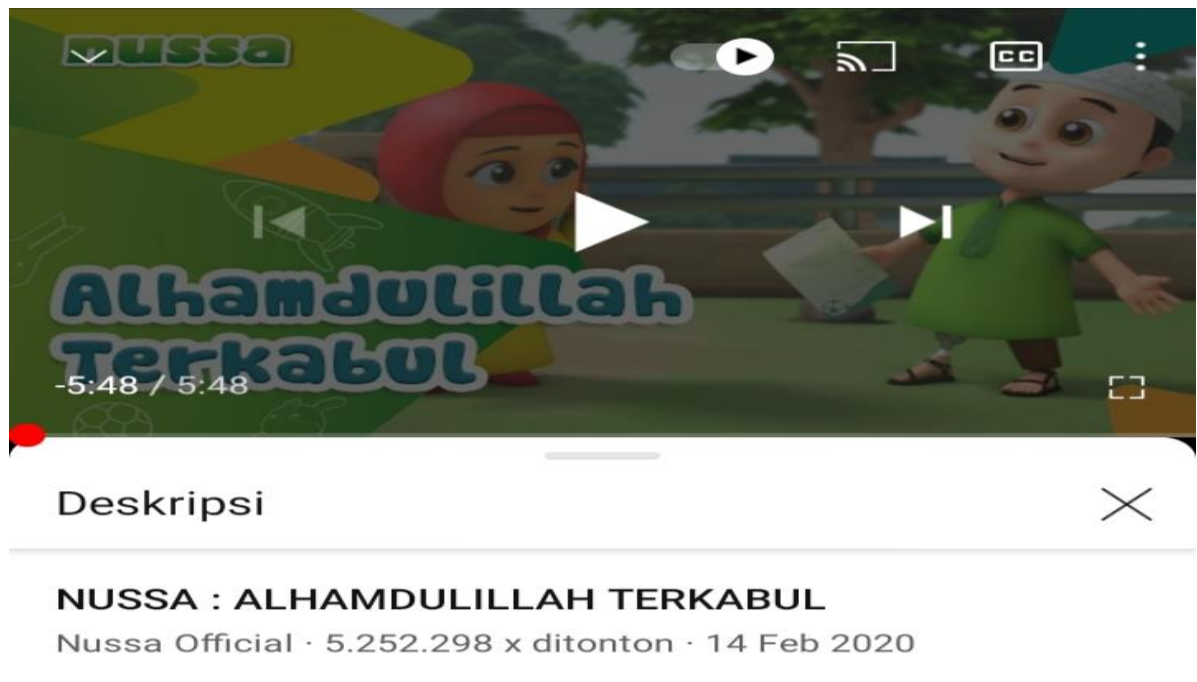 nussa
CC
Alhamdulillah
Terkabul
-5:48 / 5:48
Deskripsi
NUSSA : ALHAMDULILLAH TERKABUL
Nussa Official · 5.252.298 x ditonton · 14 Feb 2020